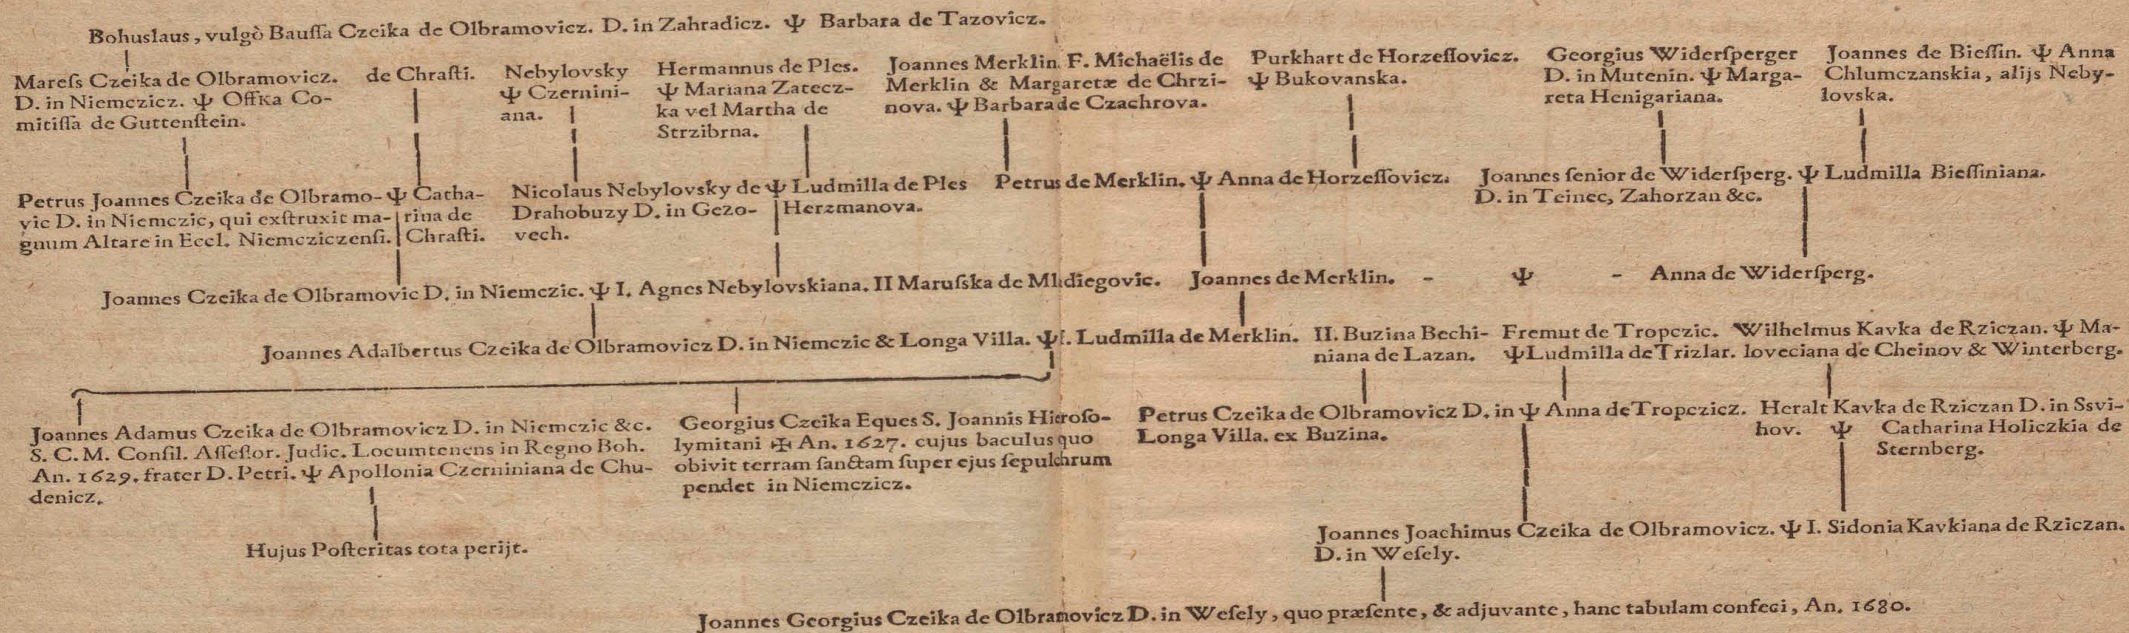 Bohuslaus, vulgò Bauſſa Czeika de Olbramovicz. D. in Zahradicz. Ψ Barbara de Tazovicz.
Mareſs Czeika de Olbramovicz.
D. in Niemczicz. Ψ Offka Co-
mitiſſa de Guttenſtein.
de Chraſti.
Nebylovsky
Ψ Czernini-
ana.
Hermannus de Ples.
Ψ Mariana Zatecz-
ka vel Martha de
Strzibrna.
Joannes Merklin F. Michaëlis de
Merklin & Margaretæ de Chrzi-
nova. Ψ Barbara de Czachrova.
Purkhart de Horzeſſovicz.
Ψ Bukovanska.
Georgius Widerſperger
D. in Mutenin. Ψ Marga-
reta Henigariana.
Joannes de Bieſſin. Ψ Anna
Chlumczanskia, alijs Neby-
lovska.
Petrus Joannes Czeika de Olbramo- Ψ Catha-
vic D. in Niemczic, qui exſtruxit ma- rina de
gnum Altare in Eccl. Niemcziczenſi. Chraſti.
Nicolaus Nebylovsky de Ψ Ludmilla de Ples
Drahobuzy D. in Gezo- Herzmanova.
vech.
Petrus de Merklin. Ψ Anna de Horzeſſovicz.
Joannes ſenior de Widerſperg. Ψ Ludmilla Bieſſiniana.
D. in Teinec, Zahorzan &c.
Joannes Czeika de Olbramovic D. in Niemczic. Ψ I. Agnes Nebylovskiana. II Maruſska de Mladiegovic.
Joannes de Merklin. - Ψ - Anna de Widerſperg.
Joannes Adalbertus Czeika de Olbramovicz D. in Niemczic & Longa Villa. Ψ I. Ludmilla de Merklin.
II. Buzina Bechi-
niana de Lazan.
Fremut de Tropczic.
Ψ Ludmilla de Trizlar.
Wilhelmus Kavka de Rziczan. Ψ Ma-
loveciana de Cheinov & Winterberg.
Joannes Adamus Czeika de Olbramovicz D. in Niemczic &c.
S. C. M. Conſil. Aſſeſſor. Judic. Locumtenens in Regno Boh.
An. 1629. frater D. Petri. Ψ Apollonia Czerniniana de Chu-
denicz.
Georgius Czeika Eques S. Joannis Hieroſo-
lymitani ✠ An. 1627. cujus baculus quo
obivit terram ſanctam ſuper ejus ſepulchrum
pendet in Niemczicz.
Petrus Czeika de Olbramovicz D. in Ψ Anna de Tropczicz.
Longa Villa. ex Buzina.
Heralt Kavka de Rziczan D. in Ssvi-
hov. Ψ Catharina Holiczkia de
Sternberg.
Hujus Poſteritas tota perijt.
Joannes Joachimus Czeika de Olbramovicz. Ψ I. Sidonia Kavkiana de Rziczan.
D. in Weſely.
Joannes Georgius Czeika de Olbramovicz D. in Weſely, quo præſente, & adjuvante, hanc tabulam confeci, An. 1680.